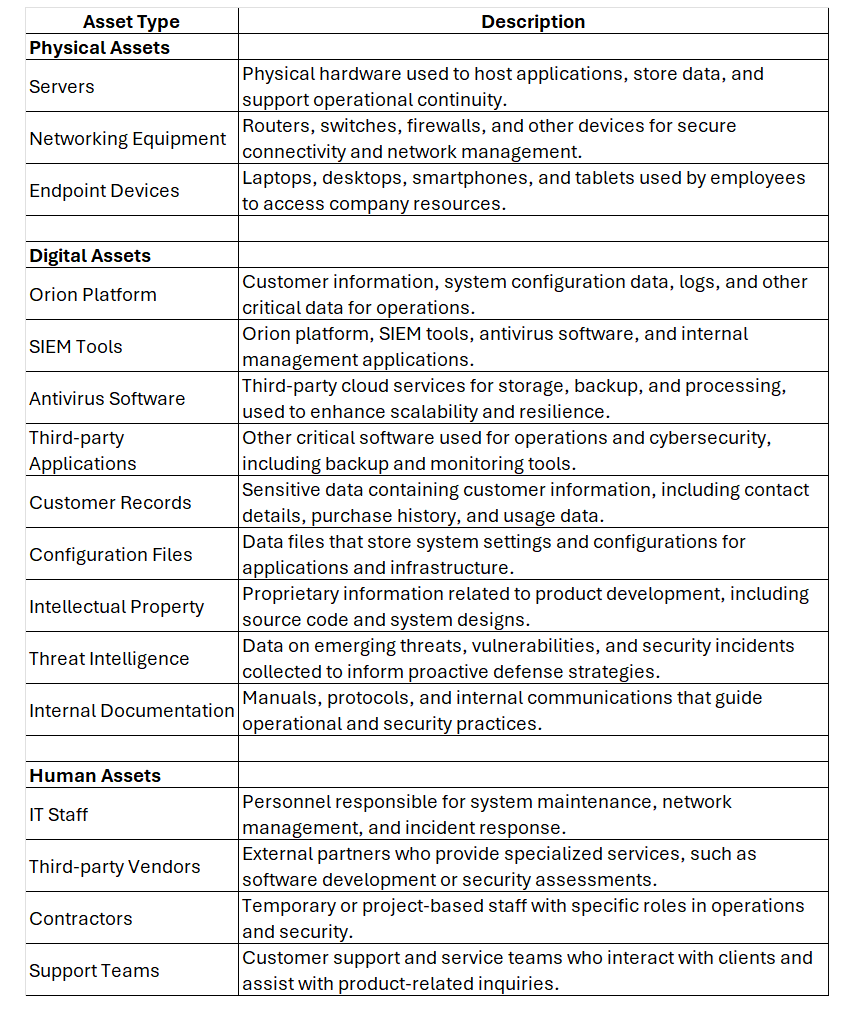 Asset Type Description
Physical Assets
Servers Physical hardware used to host applications, store data, and
support operational continuity.
Networking Equipment Routers, switches, firewalls, and other devices for secure
connectivity and network management.
Endpoint Devices Laptops, desktops, smartphones, and tablets used by employees
to access company resources.
Digital Assets
Orion Platform Customer information, system configuration data, logs, and other
critical data for operations.
SIEM Tools Orion platform, SIEM tools, antivirus software, and internal
management applications.
Antivirus Software Third-party cloud services for storage, backup, and processing,
used to enhance scalability and resilience.
Third-party Other critical software used for operations and cybersecurity,
Applications including backup and monitoring tools.
Customer Records Sensitive data containing customer information, including contact
details, purchase history, and usage data.
Configuration Files Data files that store system settings and configurations for
applications and infrastructure.
Intellectual Property Proprietary information related to product development, including
source code and system designs.
Threat Intelligence Data on emerging threats, vulnerabilities, and security incidents
collected to inform proactive defense strategies.
Internal Documentation Manuals, protocols, and internal communications that guide
operational and security practices.
Human Assets
IT Staff Personnel responsible for system maintenance, network
management, and incident response.
Third-party Vendors External partners who provide specialized services, such as
software development or security assessments.
Contractors Temporary or project-based staff with specific roles in operations
and security.
Support Teams Customer support and service teams who interact with clients and
assist with product-related inquiries.